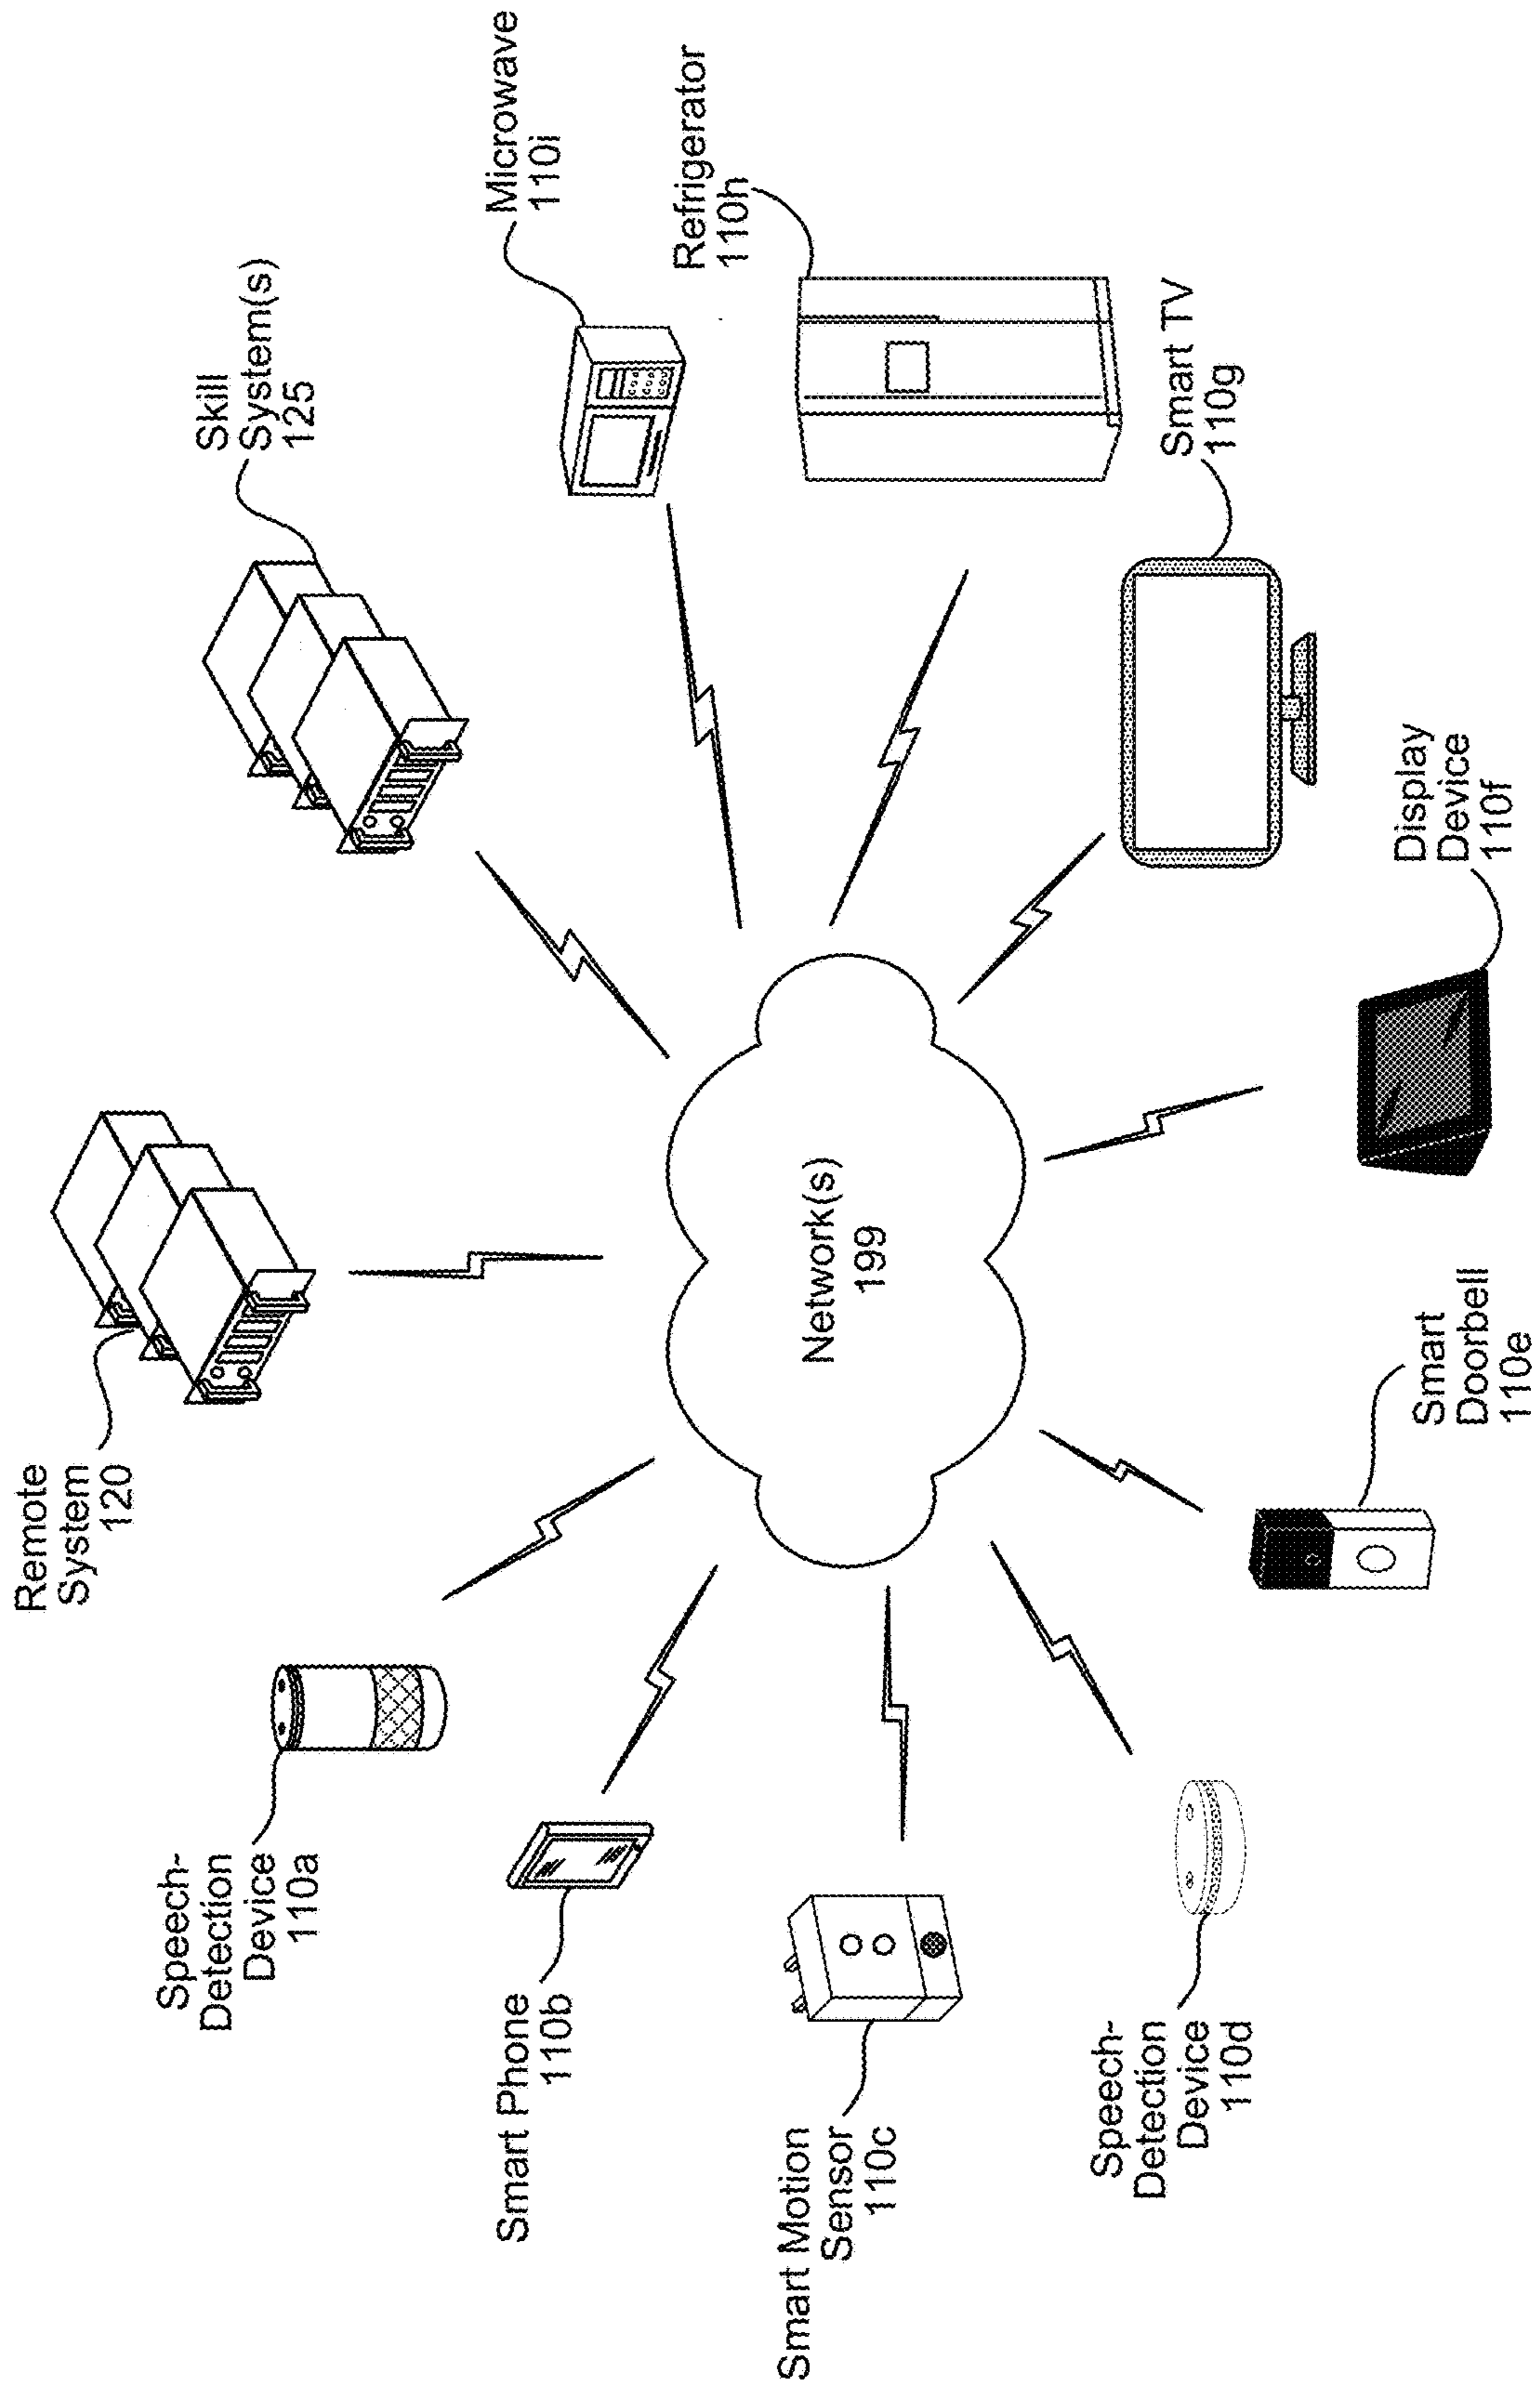 Remote
System
120
Skill
System(s)
125
Speech-
Detection
Device
110a
Microwave
110i
Smart Phone
110b
Refrigerator
110h
Network(s)
199
Smart Motion
Sensor
110c
Speech-
Detection
Device
110d
Smart TV
110g
Smart
Doorbell
110e
Display
Device
110f